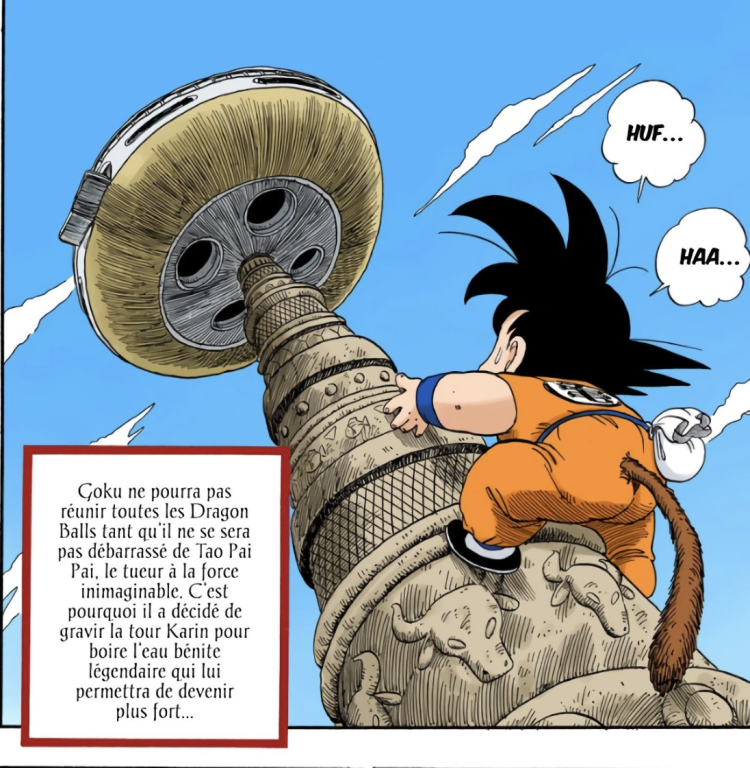 HUF...
HAA...
Goku ne pourra pas
réunir toutes les Dragon
Balls tant qu'il ne se sera
pas débarrassé de Tao Pai
Pai, le tueur à la force
inimaginable. C'est
pourquoi il a décidé de
gravir la tour Karin pour
boire l'eau bénite
légendaire qui lui
permettra de devenir
plus fort...